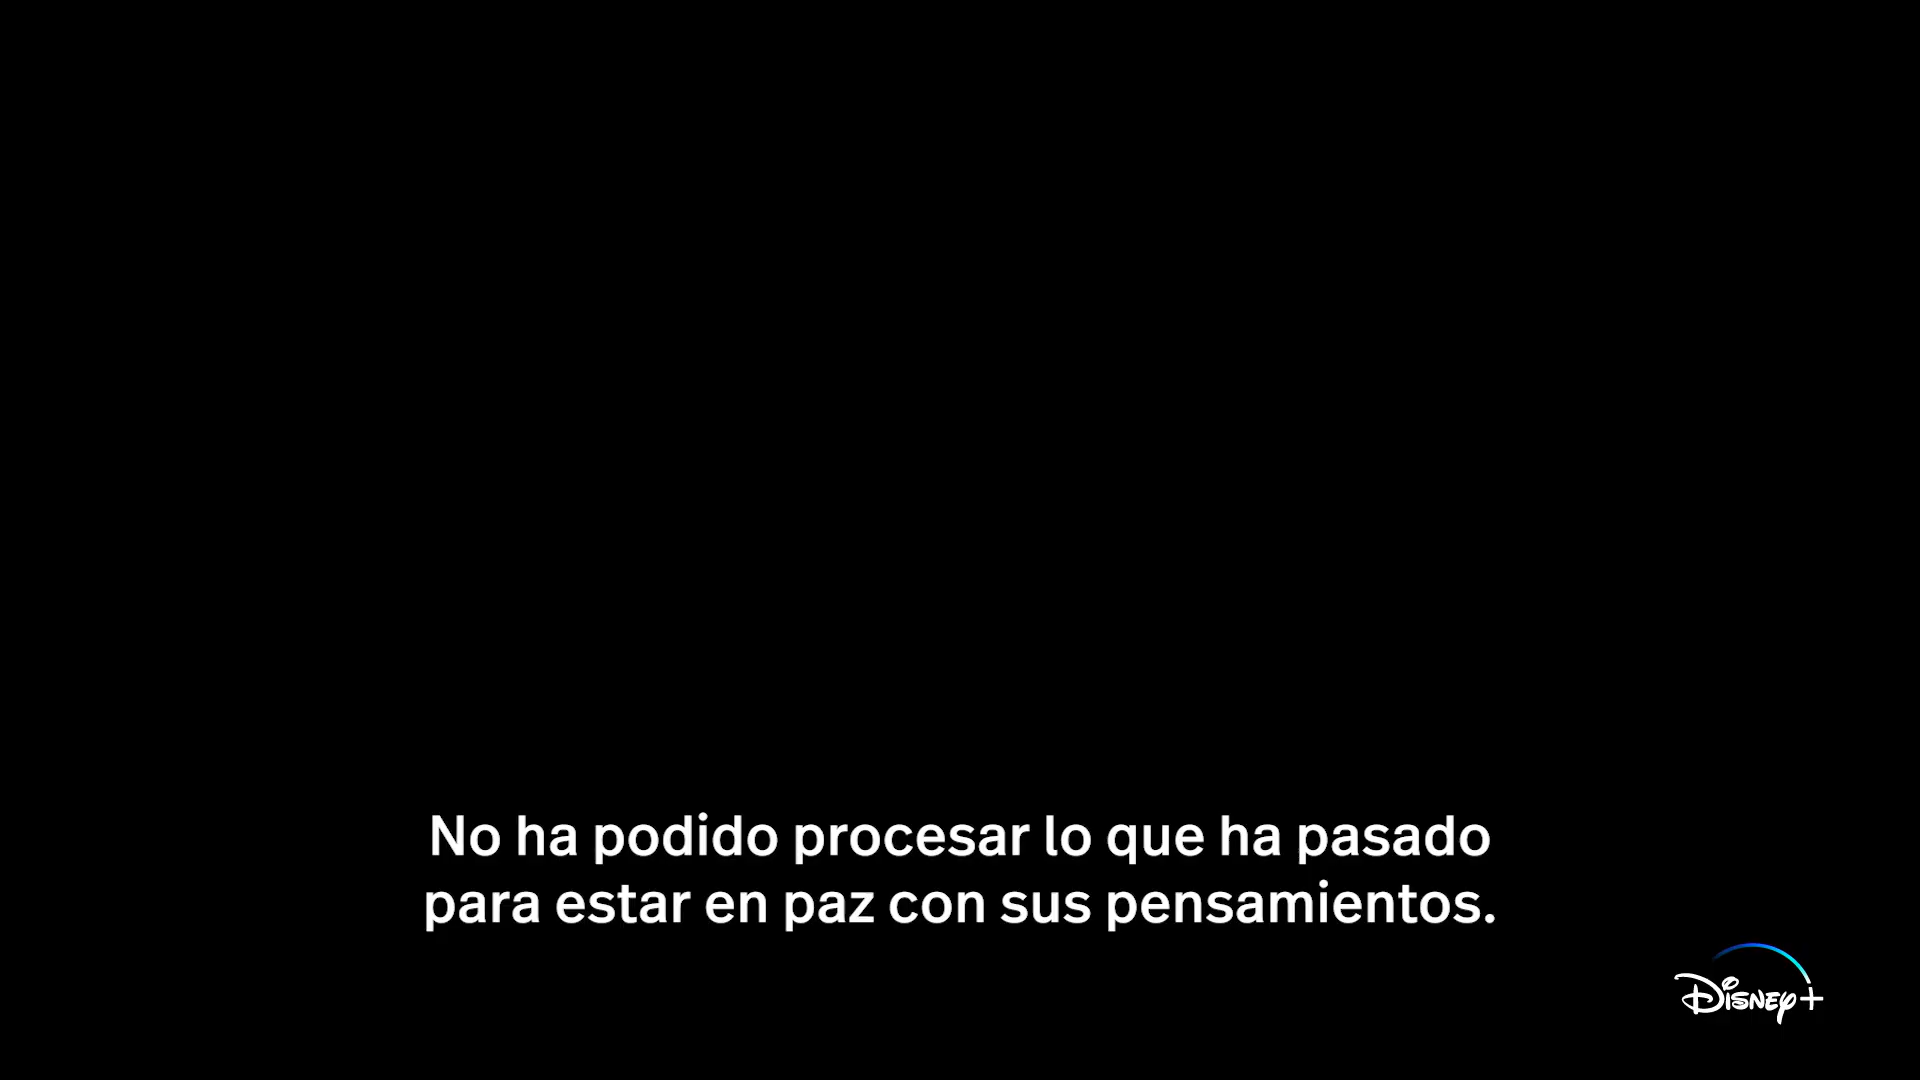 No ha podido procesar lo que ha pasado
para estar en paz con sus pensamientos.
Disney+